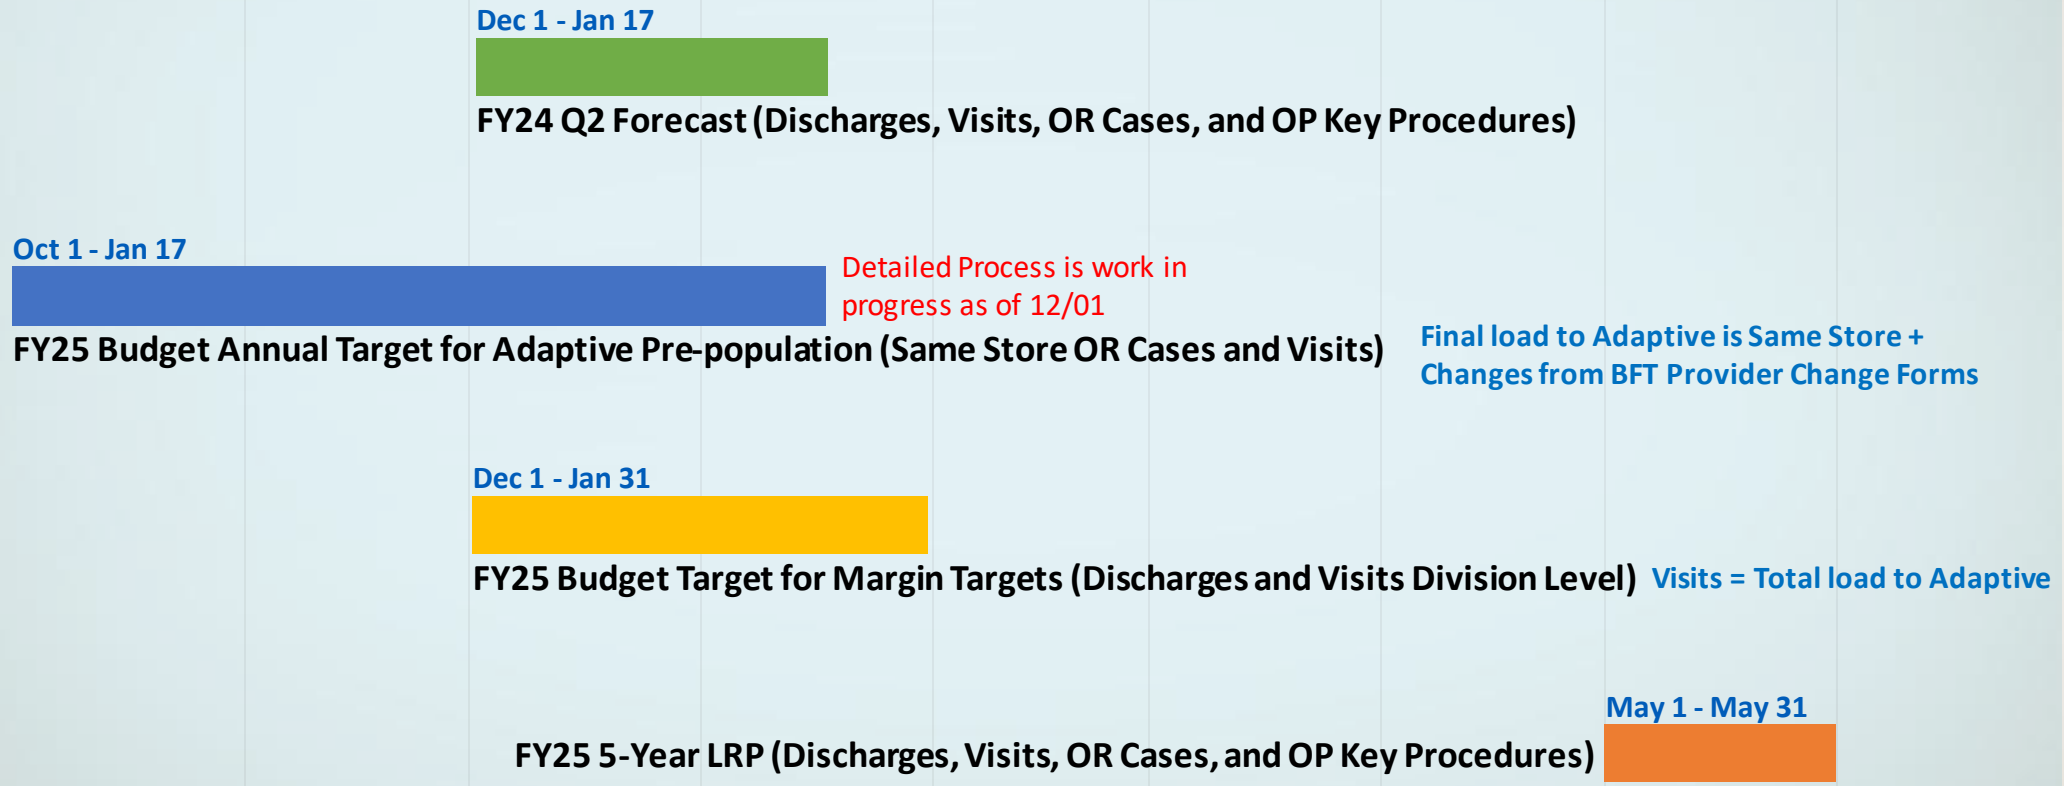 Dec 1 - Jan 17
FY24 Q2 Forecast (Discharges, Visits, OR Cases, and OP Key Procedures)
Oct 1 - Jan 17
Detailed Process is work in
progress as of 12/01
FY25 Budget Annual Target for Adaptive Pre-population (Same Store OR Cases and Visits)
Final load to Adaptive is Same Store +
Changes from BFT Provider Change Forms
Dec 1 - Jan 31
FY25 Budget Target for Margin Targets (Discharges and Visits Division Level)
Visits = Total load to Adaptive
May 1 - May 31
FY25 5-Year LRP (Discharges, Visits, OR Cases, and OP Key Procedures)